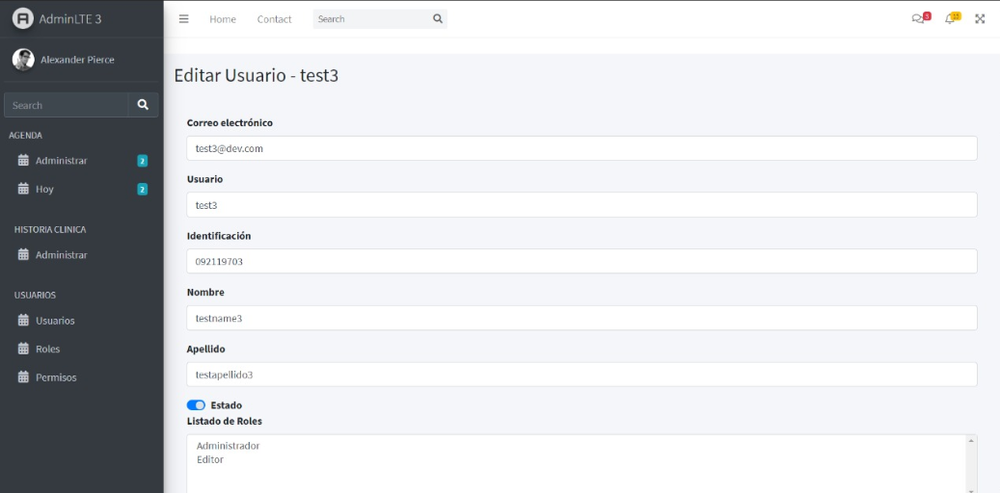 AdminLTE 3
Home Contact Search
5
15
Alexander Pierce
Search
AGENDA
Administrar 2
Hoy 2
HISTORIA CLINICA
Administrar
USUARIOS
Usuarios
Roles
Permisos
Editar Usuario - test3
Correo electrónico
test3@dev.com
Usuario
test3
Identificación
092119703
Nombre
testname3
Apellido
testapellido3
Estado
Listado de Roles
Administrador
Editor